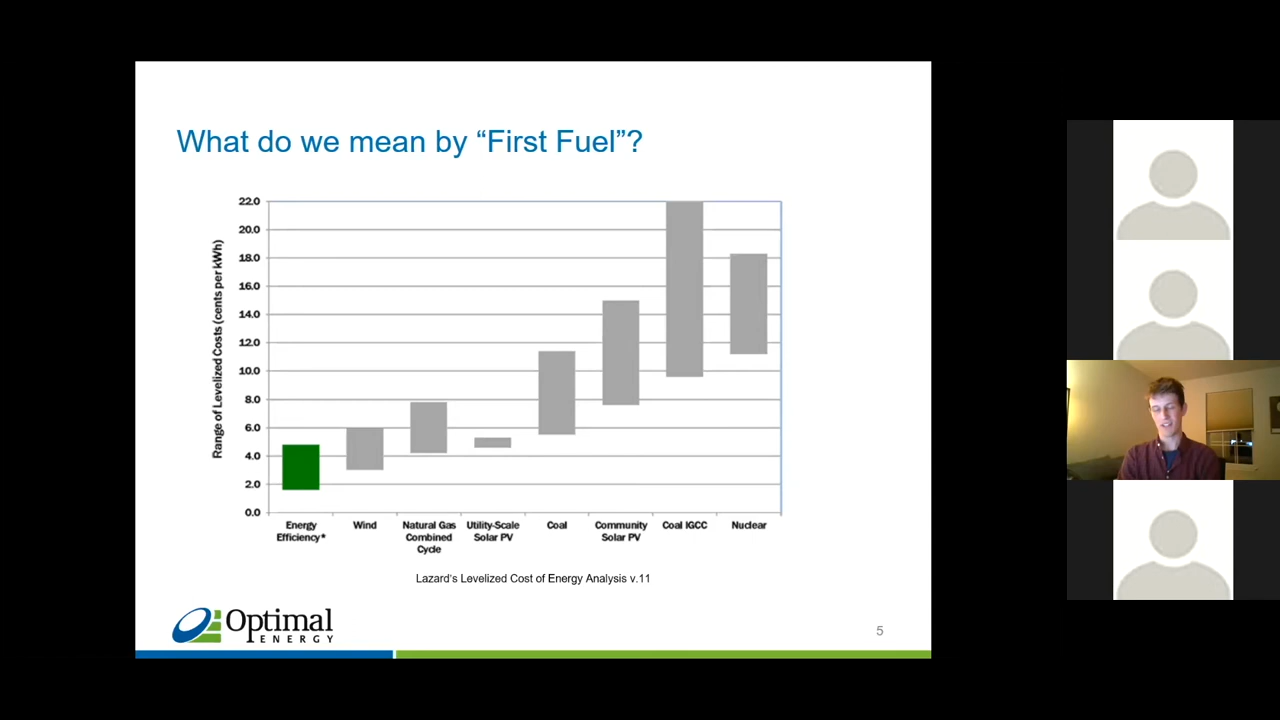 What do we mean by “First Fuel”?
Range of Levelized Costs (cents per kWh)
22.0
20.0
18.0
16.0
14.0
12.0
10.0
8.0
6.0
4.0
2.0
0.0
Energy
Efficiency*
Wind
Natural Gas
Combined
Cycle
Utility-Scale
Solar PV
Coal
Community
Solar PV
Coal IGCC
Nuclear
Lazard's Levelized Cost of Energy Analysis v.11
Optimal
ENERGY
5